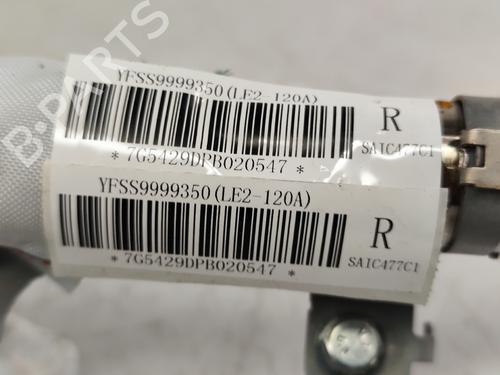 B-PARTS
YFSS9999350(LE2-120A)
R
SAIC477C1
* 7G5429DPB020547 *
YFSS9999350(LE2-120A)
R
SAIC477C1
* 7G5429DPB020547 *